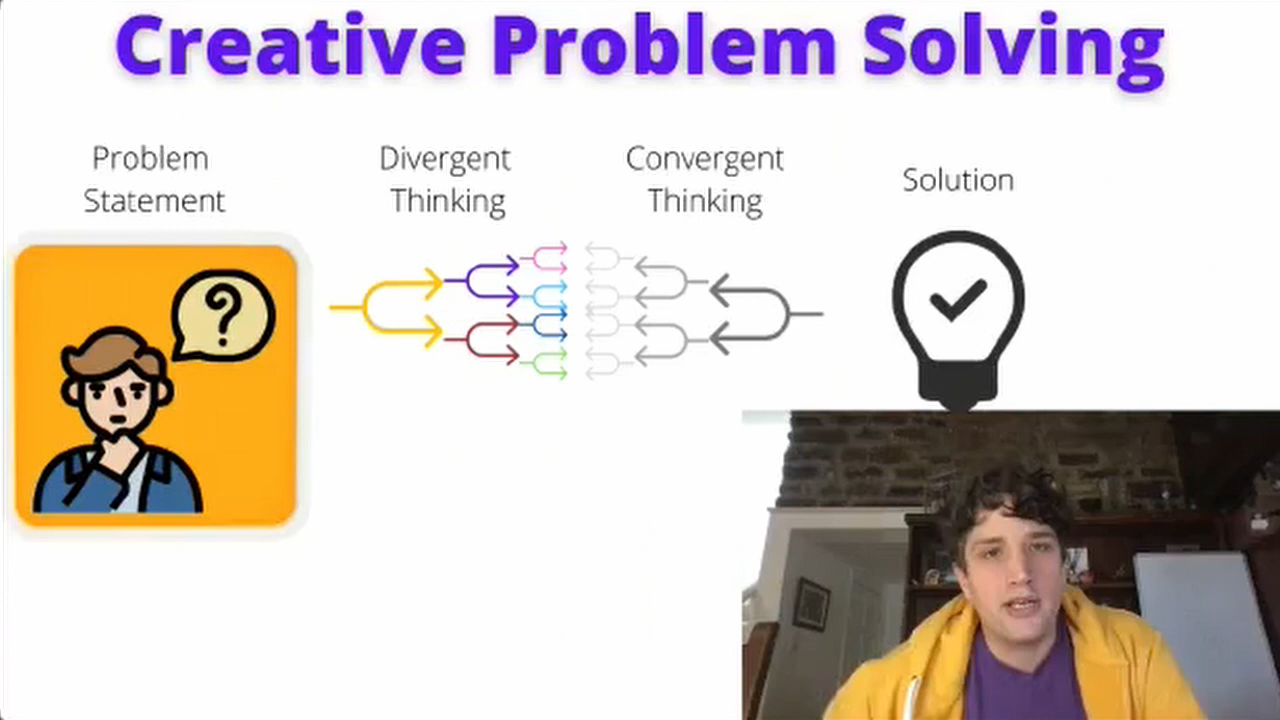 Creative Problem Solving
Problem
Statement
Divergent
Thinking
Convergent
Thinking
Solution
?